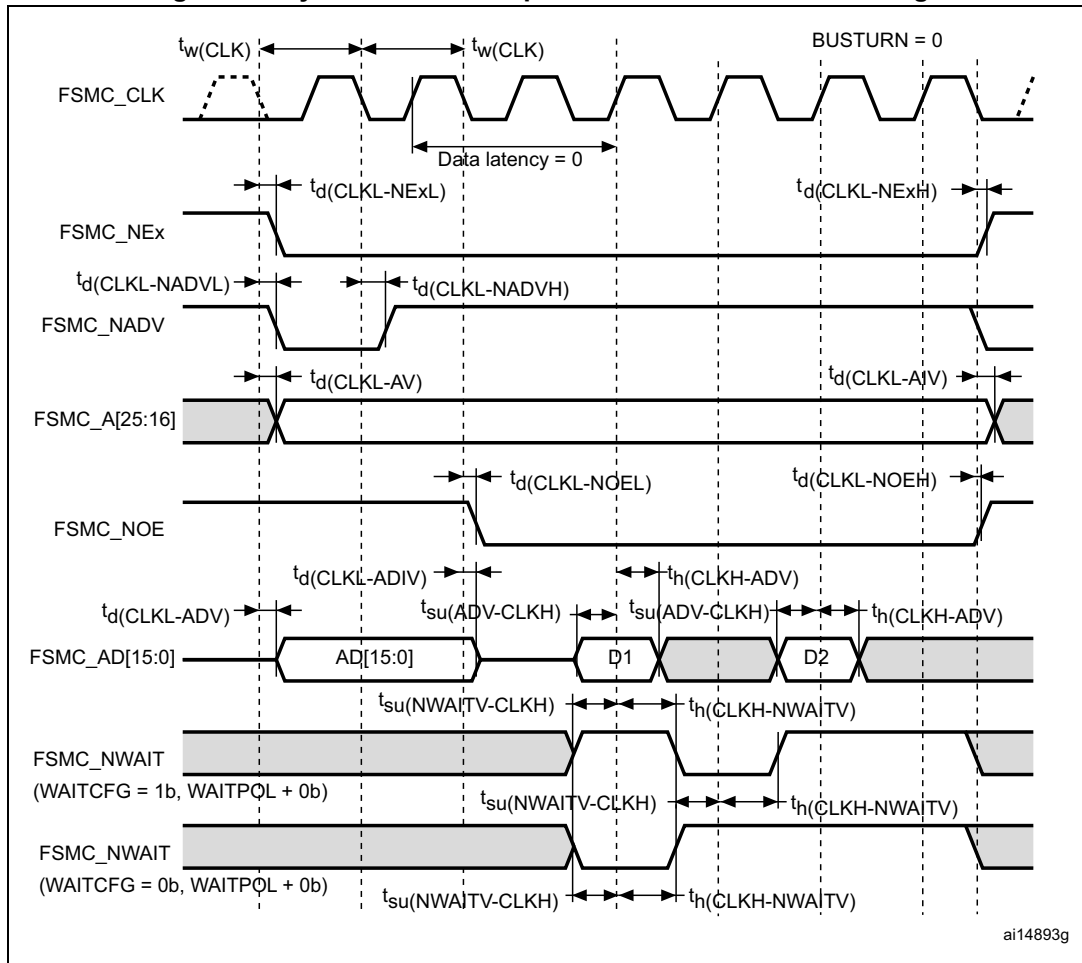 tw(CLK) tw(CLK) BUSTURN = 0
FSMC_CLK
Data latency = 0
td(CLKL-NExL) td(CLKL-NExH)
FSMC_NEx
td(CLKL-NADVL) td(CLKL-NADVH)
FSMC_NADV
td(CLKL-AV) td(CLKL-AIV)
FSMC_A[25:16]
td(CLKL-NOEL) td(CLKL-NOEH)
FSMC_NOE
td(CLKL-ADIV) th(CLKH-ADV)
td(CLKL-ADV) tsu(ADV-CLKH) tsu(ADV-CLKH) th(CLKH-ADV)
FSMC_AD[15:0] AD[15:0] D1 D2
tsu(NWAITV-CLKH) th(CLKH-NWAITV)
FSMC_NWAIT
(WAITCFG = 1b, WAITPOL + 0b)
tsu(NWAITV-CLKH) th(CLKH-NWAITV)
FSMC_NWAIT
(WAITCFG = 0b, WAITPOL + 0b)
tsu(NWAITV-CLKH) th(CLKH-NWAITV)
ai14893g